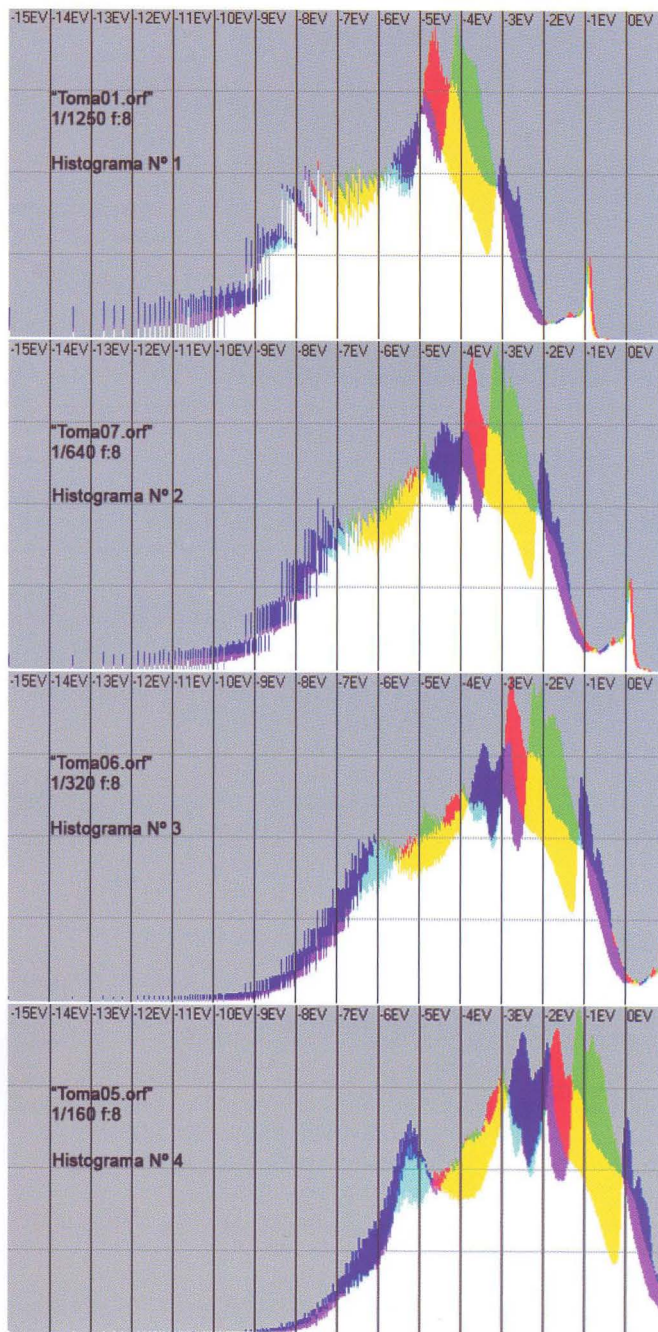 -15EV -14EV -13EV -12EV -11EV -10EV -9EV -8EV -7EV -6EV -5EV -4EV -3EV -2EV -1EV 0EV
"Toma01.orf"
1/1250 f:8
Histograma Nº 1
-15EV -14EV -13EV -12EV -11EV -10EV -9EV -8EV -7EV -6EV -5EV -4EV -3EV -2EV -1EV 0EV
"Toma07.orf"
1/640 f:8
Histograma Nº 2
-15EV -14EV -13EV -12EV -11EV -10EV -9EV -8EV -7EV -6EV -5EV -4EV -3EV -2EV -1EV 0EV
"Toma06.orf"
1/320 f:8
Histograma Nº 3
-15EV -14EV -13EV -12EV -11EV -10EV -9EV -8EV -7EV -6EV -5EV -4EV -3EV -2EV -1EV 0EV
"Toma05.orf"
1/160 f:8
Histograma Nº 4